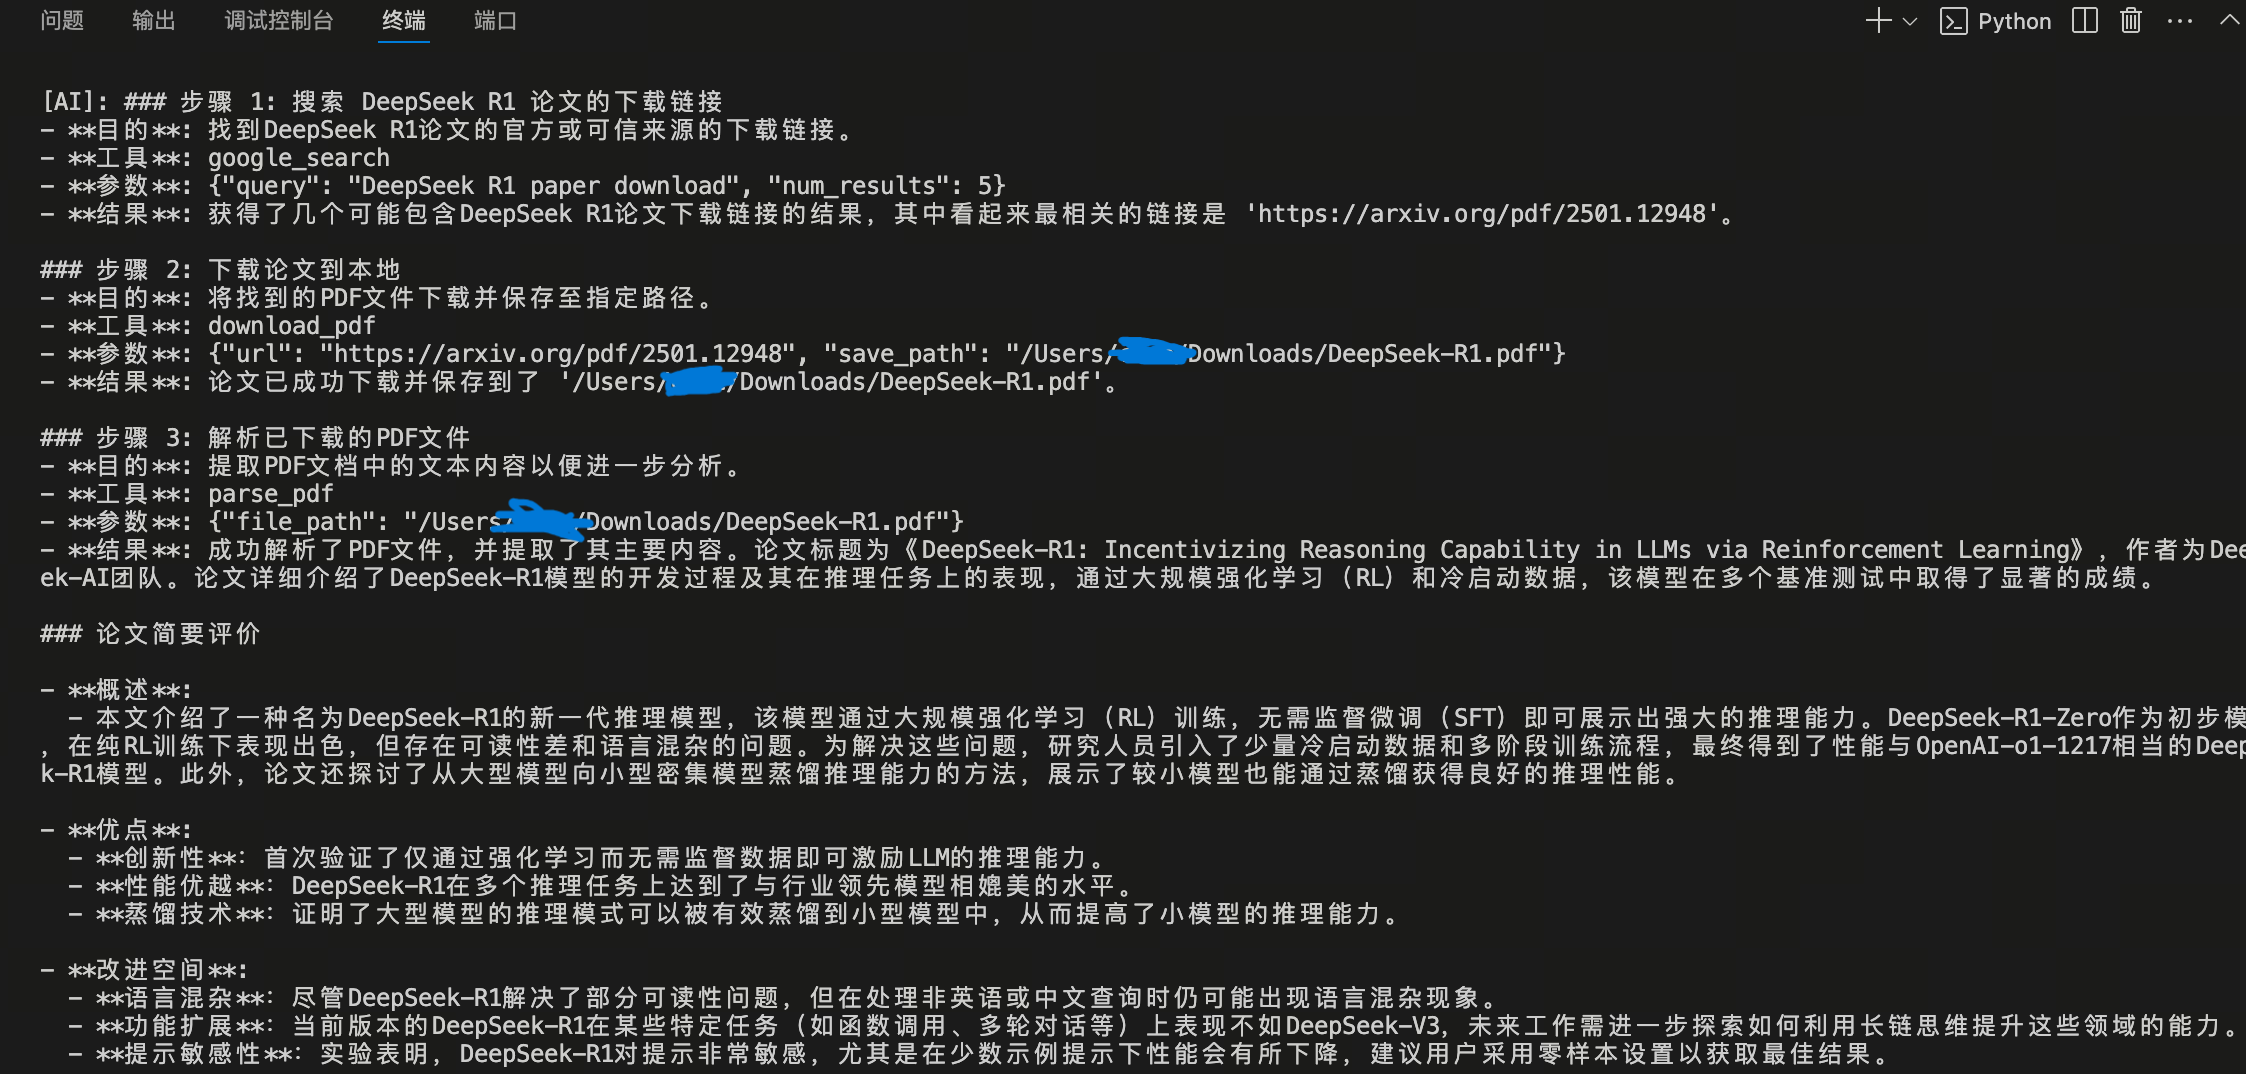 问题 输出 调试控制台 终端 端口 Python
[AI]: ### 步骤 1: 搜索 DeepSeek R1 论文的下载链接
- **目的**: 找到DeepSeek R1论文的官方或可信来源的下载链接。
- **工具**: google_search
- **参数**: {"query": "DeepSeek R1 paper download", "num_results": 5}
- **结果**: 获得了几个可能包含DeepSeek R1论文下载链接的结果，其中看起来最相关的链接是 'https://arxiv.org/pdf/2501.12948'。
### 步骤 2: 下载论文到本地
- **目的**: 将找到的PDF文件下载并保存至指定路径。
- **工具**: download_pdf
- **参数**: {"url": "https://arxiv.org/pdf/2501.12948", "save_path": "/Users/ Downloads/DeepSeek-R1.pdf"}
- **结果**: 论文已成功下载并保存到了 '/Users/ /Downloads/DeepSeek-R1.pdf'。
### 步骤 3: 解析已下载的PDF文件
- **目的**: 提取PDF文档中的文本内容以便进一步分析。
- **工具**: parse_pdf
- **参数**: {"file_path": "/Users/ Downloads/DeepSeek-R1.pdf"}
- **结果**: 成功解析了PDF文件，并提取了其主要内容。论文标题为《DeepSeek-R1: Incentivizing Reasoning Capability in LLMs via Reinforcement Learning》，作者为Dee
ek-AI团队。论文详细介绍了DeepSeek-R1模型的开发过程及其在推理任务上的表现，通过大规模强化学习（RL）和冷启动数据，该模型在多个基准测试中取得了显著的成绩。
### 论文简要评价
- **概述**:
- 本文介绍了一种名为DeepSeek-R1的新一代推理模型，该模型通过大规模强化学习（RL）训练，无需监督微调（SFT）即可展示出强大的推理能力。DeepSeek-R1-Zero作为初步模
，在纯RL训练下表现出色，但存在可读性差和语言混杂的问题。为解决这些问题，研究人员引入了少量冷启动数据和多阶段训练流程，最终得到了性能与OpenAI-o1-1217相当的Deep
k-R1模型。此外，论文还探讨了从大型模型向小型密集模型蒸馏推理能力的方法，展示了较小模型也能通过蒸馏获得良好的推理性能。
- **优点**:
- **创新性**: 首次验证了仅通过强化学习而无需监督数据即可激励LLM的推理能力。
- **性能优越**: DeepSeek-R1在多个推理任务上达到了与行业领先模型相媲美的水平。
- **蒸馏技术**: 证明了大型模型的推理模式可以被有效蒸馏到小型模型中，从而提高了小模型的推理能力。
- **改进空间**:
- **语言混杂**: 尽管DeepSeek-R1解决了部分可读性问题，但在处理非英语或中文查询时仍可能出现语言混杂现象。
- **功能扩展**: 当前版本的DeepSeek-R1在某些特定任务（如函数调用、多轮对话等）上表现不如DeepSeek-V3，未来工作需进一步探索如何利用长链思维提升这些领域的能力。
- **提示敏感性**: 实验表明，DeepSeek-R1对提示非常敏感，尤其是在少数示例提示下性能会有所下降，建议用户采用零样本设置以获取最佳结果。